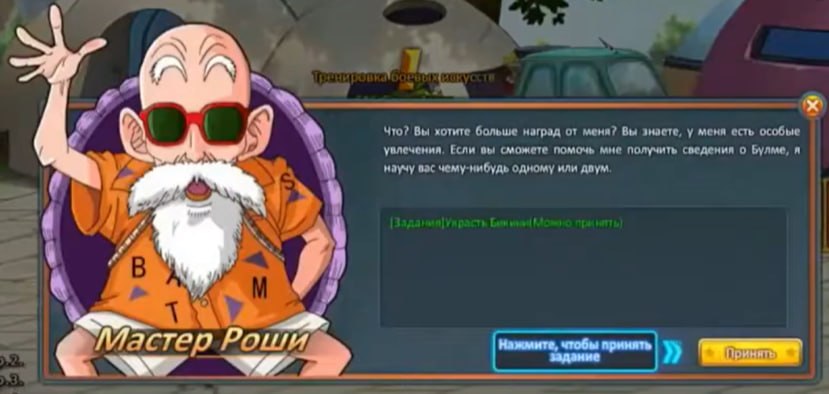 Тренировка боевых искусств
Что? Вы хотите больше наград от меня? Вы знаете, у меня есть особые
увлечения. Если вы сможете помочь мне получить сведения о Булме, я
научу вас чему-нибудь одному или двум.
[Задания]Украсть Бикини(Можно принять)
B A M
S
T
Мастер Роши
Нажмите, чтобы принять
задание
Принять
р.2.
р.3.